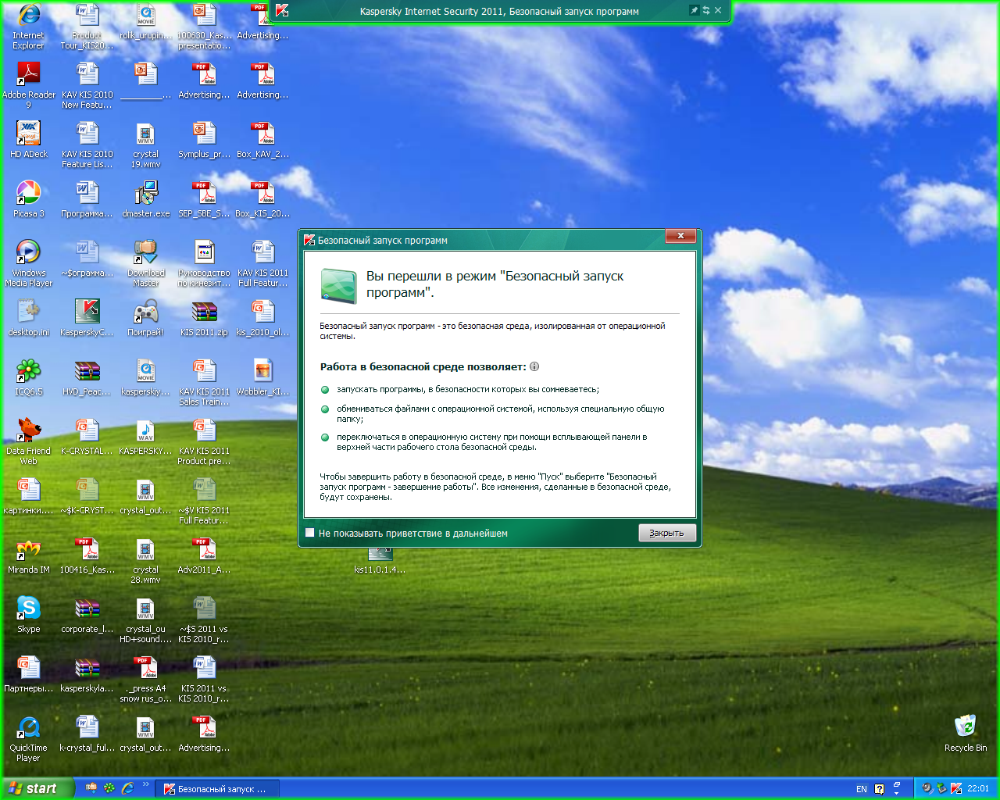 Kaspersky Internet Security 2011, Безопасный запуск программ
Internet
Explorer
Product
Tour_KIS20...
rolik_urupin...
100630_Kas...
presentatio...
Advertising...
Adobe Reader
9
KAV KIS 2010
New Featu...
__________...
Advertising...
Advertising...
HD ADeck
KAV KIS 2010
Feature Lis...
crystal
19.wmv
Symplus_pr...
Box_KAV_2...
Picasa 3
Программа...
dmaster.exe
SEP_SBE_S...
Box_KIS_20...
Windows
Media Player
~$ограмма...
Download
Master
Руководство
по кинезит...
KAV KIS 2011
Full Featur...
desktop.ini
KasperskyC...
Поиграй!
KIS 2011.zip
kis_2010_ol...
ICQ6.5
HVD_Peac...
kasperskiy...
KAV KIS 2011
Sales Train...
Wobbler_KI...
Data Friend
Web
K-CRYSTAL...
KASPERSKY...
KAV KIS 2011
Product pre...
картинки....
~$K-CRYST...
crystal_out...
~$V KIS 2011
Full Featur...
Miranda IM
100416_Kas...
crystal
28.wmv
Adv2011_A...
kis11.0.1.4...
Skype
corporate_l...
crystal_ou
HD+sound....
~$S 2011 vs
KIS 2010_r...
Партнеры...
kasperskyla...
._press A4
snow rus_o...
KIS 2011 vs
KIS 2010_r...
QuickTime
Player
k-crystal_ful...
crystal_out...
Advertising...
Recycle Bin
Безопасный запуск программ
Вы перешли в режим "Безопасный запуск
программ".
Безопасный запуск программ - это безопасная среда, изолированная от операционной
системы.
Работа в безопасной среде позволяет:
запускать программы, в безопасности которых вы сомневаетесь;
обмениваться файлами с операционной системой, используя специальную общую
папку;
переключаться в операционную систему при помощи всплывающей панели в
верхней части рабочего стола безопасной среды.
Чтобы завершить работу в безопасной среде, в меню "Пуск" выберите "Безопасный
запуск программ - завершение работы". Все изменения, сделанные в безопасной среде,
будут сохранены.
Не показывать приветствие в дальнейшем
Закрыть
start
Безопасный запуск ...
EN
22:01